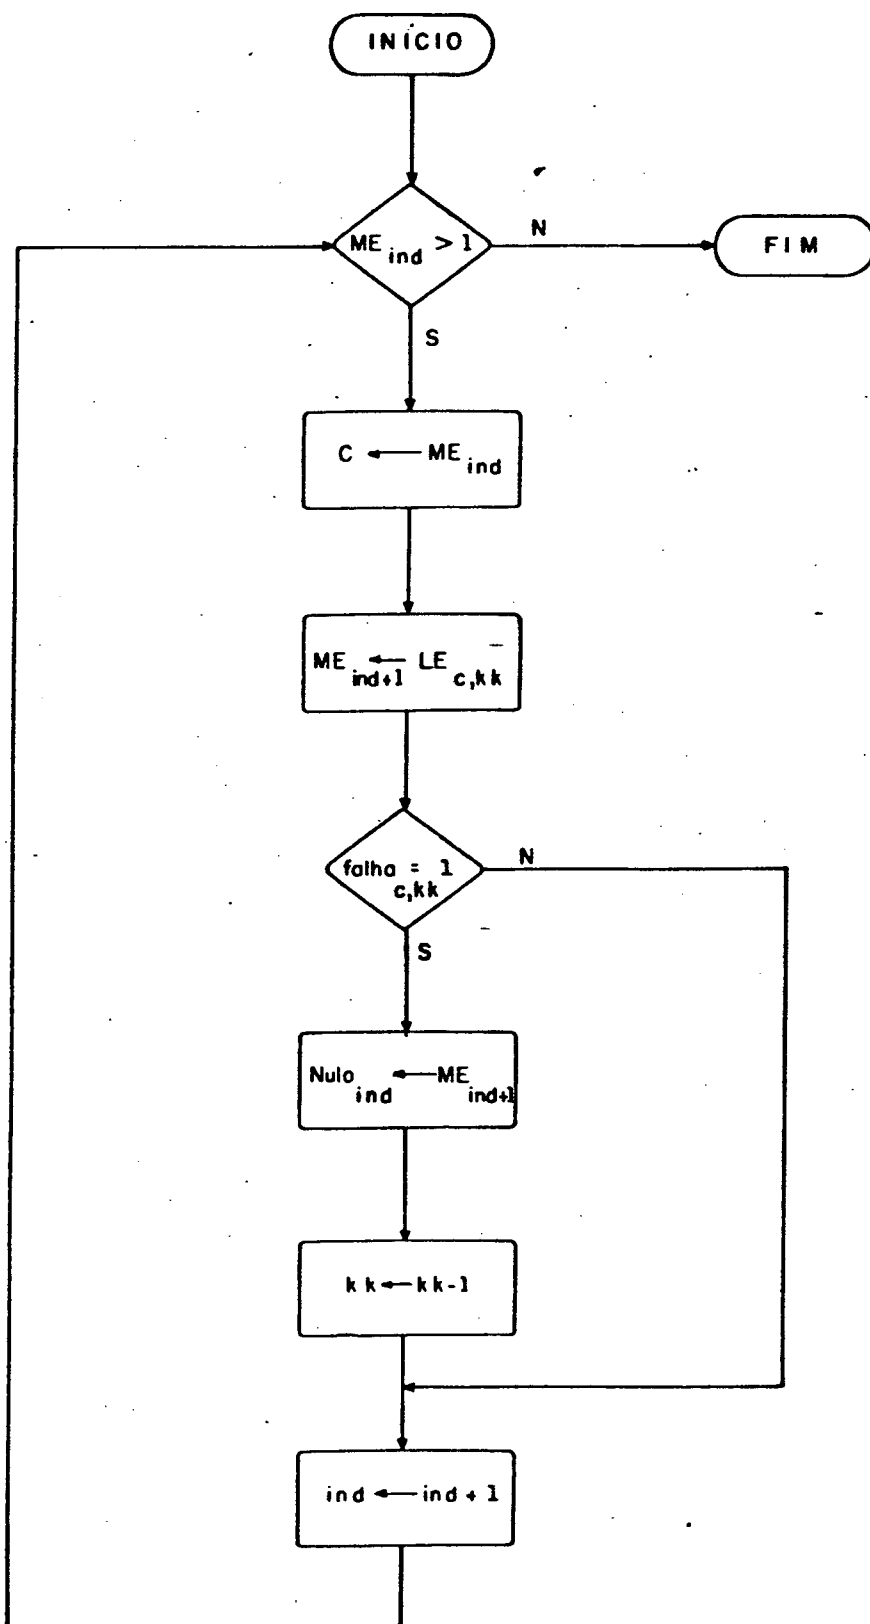 INÍCIO
ME ind > 1
N
FIM
S
C ← ME ind
ME ind+1 ← LE c,kk
falha c,kk = 1
N
S
Nulo ind ← ME ind+1
kk ← kk-1
ind ← ind + 1